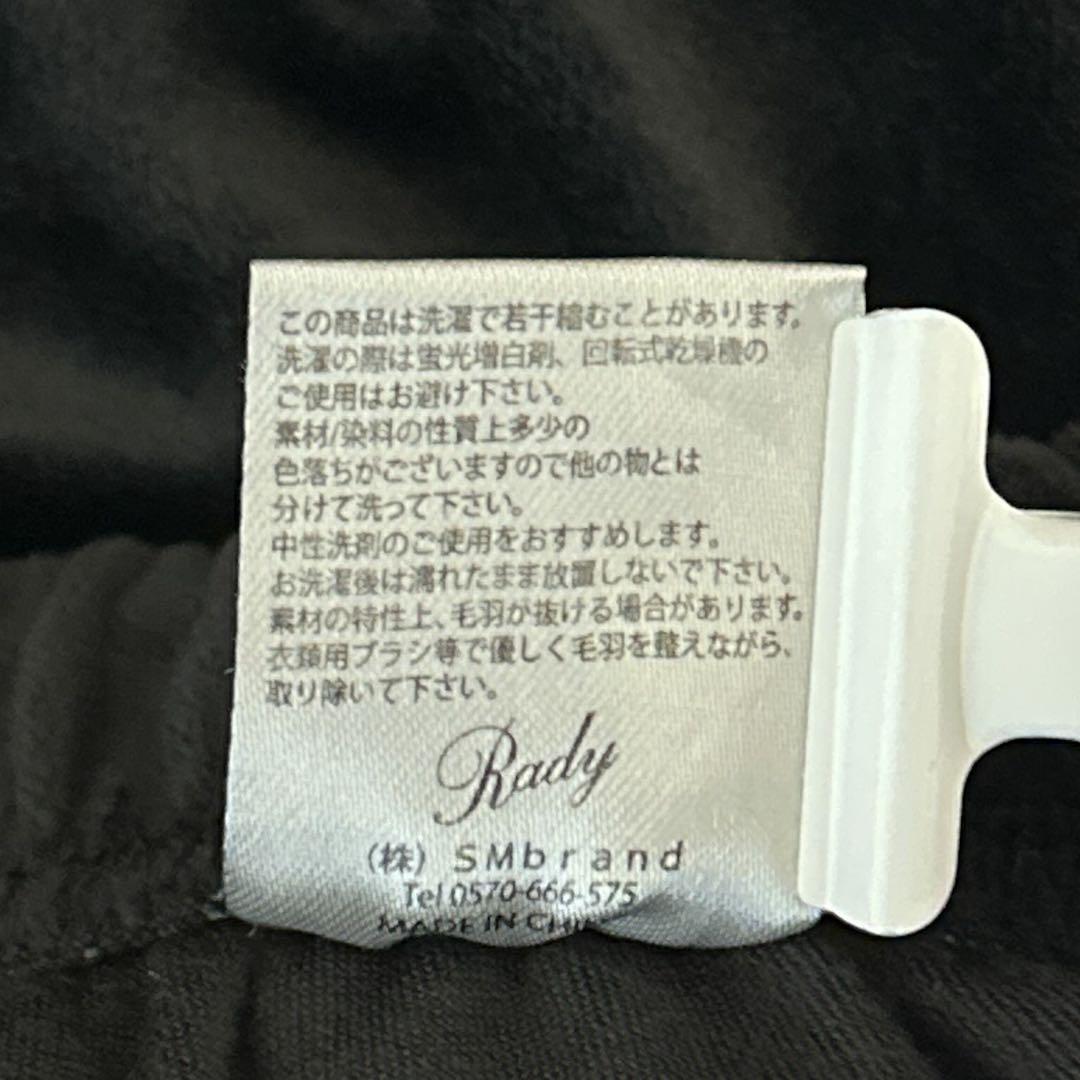 この商品は洗濯で若干縮むことがあります。
洗濯の際は蛍光増白剤、回転式乾燥機の
ご使用はお避け下さい。
素材/染料の性質上多少の
色落ちがございますので他の物とは
分けて洗って下さい。
中性洗剤のご使用をおすすめします。
お洗濯後は濡れたまま放置しないで下さい。
素材の特性上、毛羽が抜ける場合があります。
衣類用ブラシ等で優しく毛羽を整えながら、
取り除いて下さい。
Rady
(株) SMbrand
Tel 0570-666-575
MADE IN